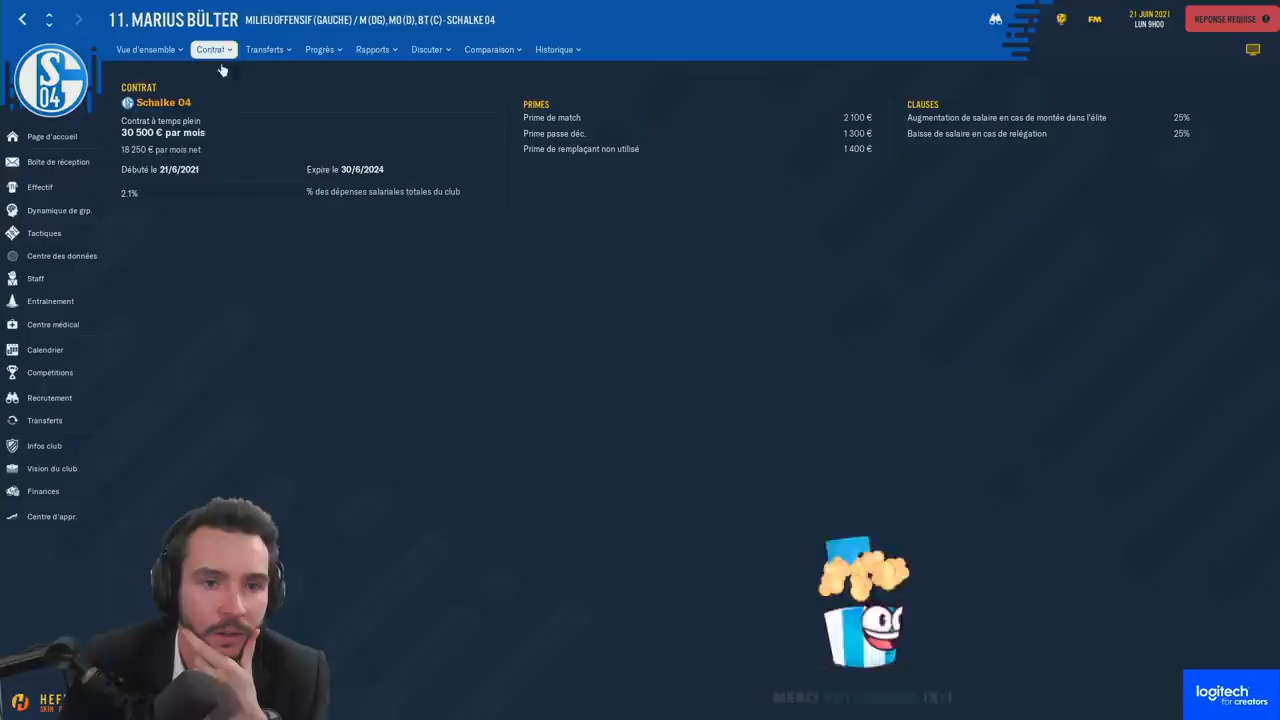 11. MARIUS BÜLTER
MILIEU OFFENSIF (GAUCHE) / M (DG), MO (D), BT (C) - SCHALKE 04
FM
21 JUIN 2021
LUN 9H00
REPONSE REQUISE
Vue d'ensemble
Contrat
Transferts
Progrès
Rapports
Discuter
Comparaison
Historique
S
04
Page d'accueil
Boîte de réception
Effectif
Dynamique de grp.
Tactiques
Centre des données
Staff
Entraînement
Centre médical
Calendrier
Compétitions
Recrutement
Transferts
Infos club
Vision du club
Finances
Centre d'appr.
CONTRAT
Schalke 04
Contrat à temps plein
30 500 € par mois
18 250 € par mois net
Débuté le 21/6/2021
Expire le 30/6/2024
2.1%
% des dépenses salariales totales du club
PRIMES
Prime de match 2 100 €
Prime passe déc. 1 300 €
Prime de remplaçant non utilisé 1 400 €
CLAUSES
Augmentation de salaire en cas de montée dans l'élite 25%
Baisse de salaire en cas de relégation 25%
HEF
MERCI
logitech
for creators